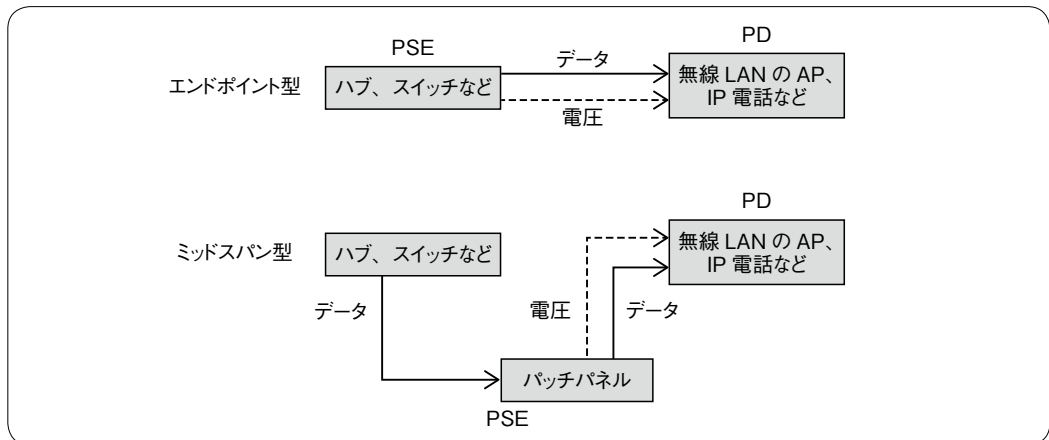 PSE
PD
エンドポイント型
ハブ、スイッチなど
データ
電圧
無線 LAN の AP、
IP 電話など
PD
ミッドスパン型
ハブ、スイッチなど
無線 LAN の AP、
IP 電話など
データ
電圧
データ
パッチパネル
PSE